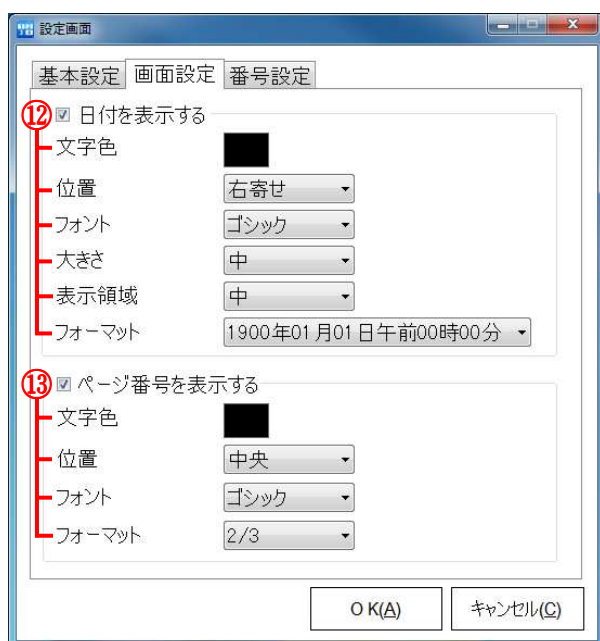 設定画面
基本設定 画面設定 番号設定
⑫ 日付を表示する
文字色
位置 右寄せ
フォント ゴシック
大きさ 中
表示領域 中
フォーマット 1900年01月01日午前00時00分
⑬ ページ番号を表示する
文字色
位置 中央
フォント ゴシック
フォーマット 2/3
OK(A) キャンセル(C)